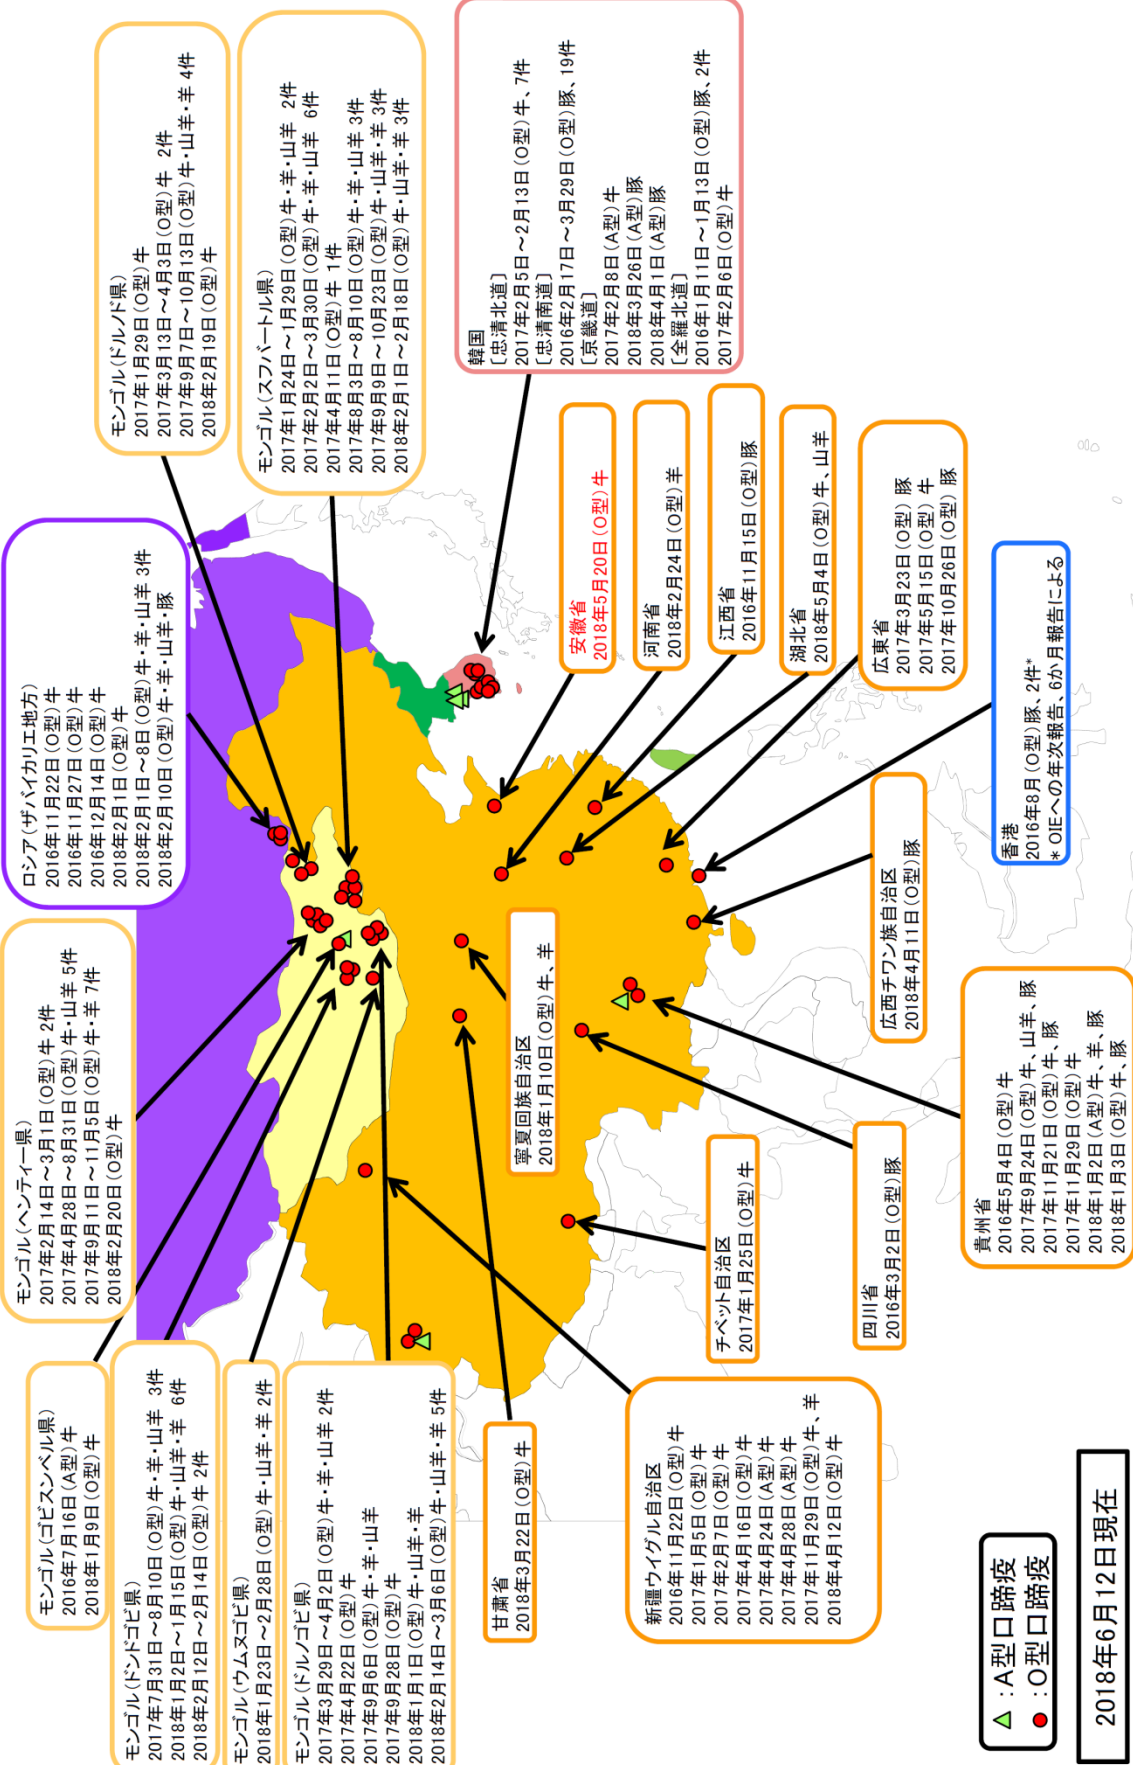 モンゴル(ゴビスンベル県)
2016年7月16日(A型)牛
2018年1月9日(O型)牛
モンゴル(ヘンティー県)
2017年2月14日～3月1日(O型)牛 2件
2017年4月28日～8月31日(O型)牛・山羊 5件
2017年9月11日～11月5日(O型)牛・羊 7件
2018年2月20日(O型)牛
ロシア(ザバイカリエ地方)
2016年11月22日(O型)牛
2016年11月27日(O型)牛
2016年12月14日(O型)牛
2018年2月1日(O型)牛
2018年2月1日～8日(O型)牛・羊・山羊 3件
2018年2月10日(O型)牛・羊・山羊・豚
モンゴル(ドルノド県)
2017年1月29日(O型)牛
2017年3月13日～4月3日(O型)牛 2件
2017年9月7日～10月13日(O型)牛・山羊・羊 4件
2018年2月19日(O型)牛
モンゴル(スフバートル県)
2017年1月24日～1月29日(O型)牛・羊・山羊 2件
2017年2月2日～3月30日(O型)牛・羊・山羊 6件
2017年4月11日(O型)牛 1件
2017年8月3日～8月10日(O型)牛・羊・山羊 3件
2017年9月9日～10月23日(O型)牛・山羊・羊 3件
2018年2月1日～2月18日(O型)牛・山羊・羊 3件
モンゴル(ドンドゴビ県)
2017年7月31日～8月10日(O型)牛・羊・山羊 3件
2018年1月2日～1月15日(O型)牛・山羊・羊 6件
2018年2月12日～2月14日(O型)牛 2件
モンゴル(ウムヌゴビ県)
2018年1月23日～2月28日(O型)牛・山羊・羊 2件
モンゴル(ドルノゴビ県)
2017年3月29日～4月2日(O型)牛・羊・山羊 2件
2017年4月22日(O型)牛
2017年9月6日(O型)牛・羊・山羊
2017年9月28日(O型)牛
2018年1月1日(O型)牛・山羊・羊
2018年2月14日～3月6日(O型)牛・山羊・羊 5件
韓国
[忠清北道]
2017年2月5日～2月13日(O型)牛、7件
[忠清南道]
2016年2月17日～3月29日(O型)豚、19件
[京畿道]
2017年2月8日(A型)牛
2018年3月26日(A型)豚
2018年4月1日(A型)豚
[全羅北道]
2016年1月11日～1月13日(O型)豚、2件
2017年2月6日(O型)牛
甘粛省
2018年3月22日(O型)牛
寧夏回族自治区
2018年1月10日(O型)牛、羊
安徽省
2018年5月20日(O型)牛
河南省
2018年2月24日(O型)羊
江西省
2016年11月15日(O型)豚
湖北省
2018年5月4日(O型)牛、山羊
広東省
2017年3月23日(O型)豚
2017年5月15日(O型)牛
2017年10月26日(O型)豚
新疆ウイグル自治区
2016年11月22日(O型)牛
2017年1月5日(O型)牛
2017年2月7日(O型)牛
2017年4月16日(O型)牛
2017年4月24日(A型)牛
2017年4月28日(A型)牛
2017年11月29日(O型)牛、羊
2018年4月12日(O型)牛
チベット自治区
2017年1月25日(O型)牛
四川省
2016年3月2日(O型)豚
広西チワン族自治区
2018年4月11日(O型)豚
貴州省
2016年5月4日(O型)牛
2017年9月24日(O型)牛、山羊、豚
2017年11月21日(O型)牛、豚
2017年11月29日(O型)牛
2018年1月2日(A型)牛、羊、豚
2018年1月3日(O型)牛、豚
香港
2016年8月(O型)豚、2件*
* OIEへの年次報告、6か月報告による
:A型口蹄疫
:O型口蹄疫
2018年6月12日現在